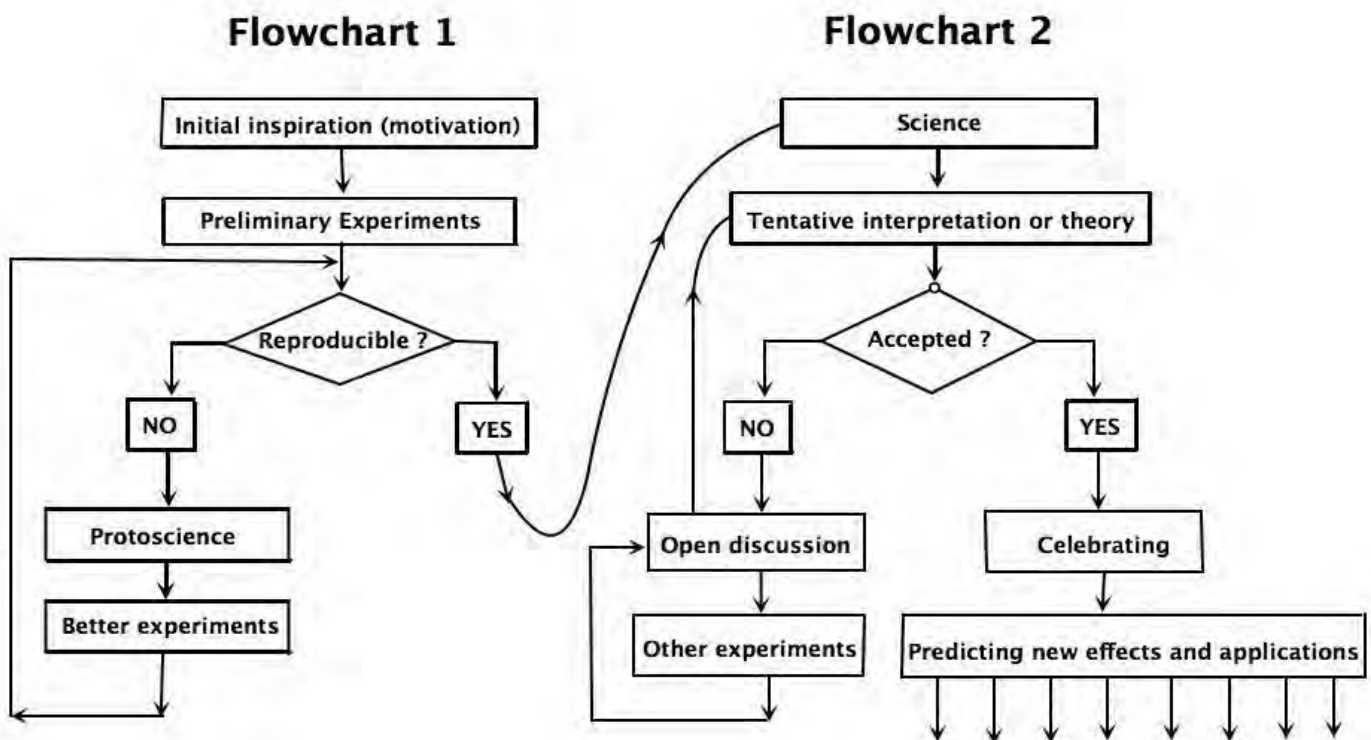 Flowchart 1
Initial inspiration (motivation)
Preliminary Experiments
Reproducible ?
NO
YES
Protoscience
Better experiments
Flowchart 2
Science
Tentative interpretation or theory
Accepted ?
NO
YES
Open discussion
Celebrating
Other experiments
Predicting new effects and applications